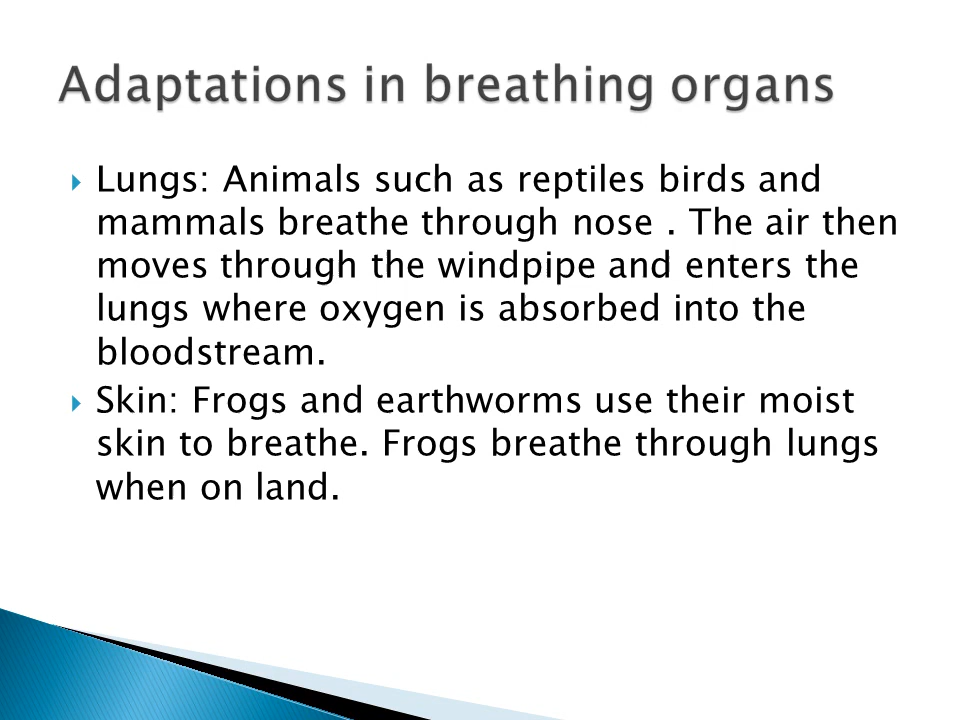 Adaptations in breathing organs
Lungs: Animals such as reptiles birds and
mammals breathe through nose . The air then
moves through the windpipe and enters the
lungs where oxygen is absorbed into the
bloodstream.
Skin: Frogs and earthworms use their moist
skin to breathe. Frogs breathe through lungs
when on land.